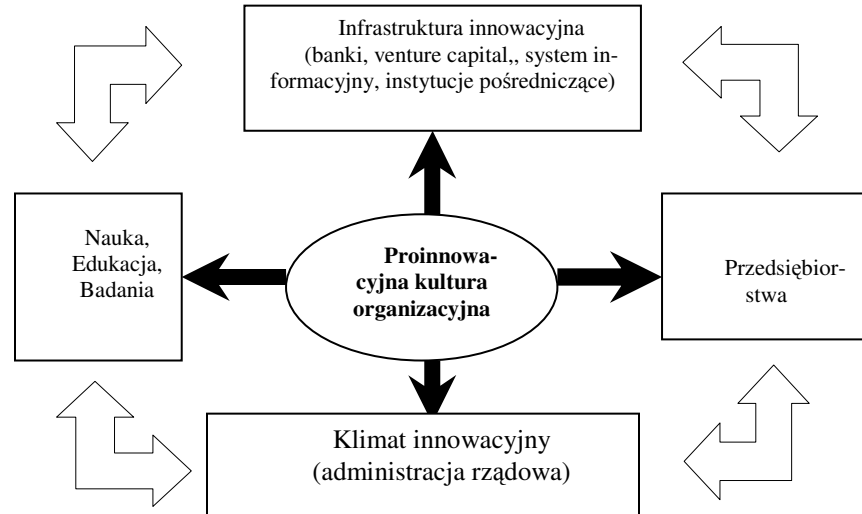 Infrastruktura innowacyjna
(banki, venture capital,, system in-
formacyjny, instytucje pośredniczące)
Nauka,
Edukacja,
Badania
Proinnowa-
cyjna kultura
organizacyjna
Przedsiębior-
stwa
Klimat innowacyjny
(administracja rządowa)